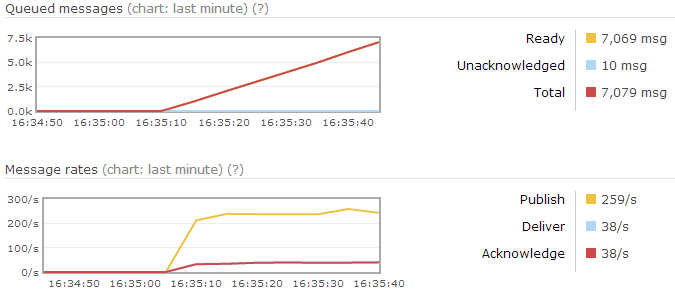 Queued messages (chart: last minute) (?)
7.5k
5.0k
2.5k
0.0k
16:34:50 16:35:00 16:35:10 16:35:20 16:35:30 16:35:40
Ready 7,069 msg
Unacknowledged 10 msg
Total 7,079 msg
Message rates (chart: last minute) (?)
300/s
200/s
100/s
0/s
16:34:50 16:35:00 16:35:10 16:35:20 16:35:30 16:35:40
Publish 259/s
Deliver 38/s
Acknowledge 38/s